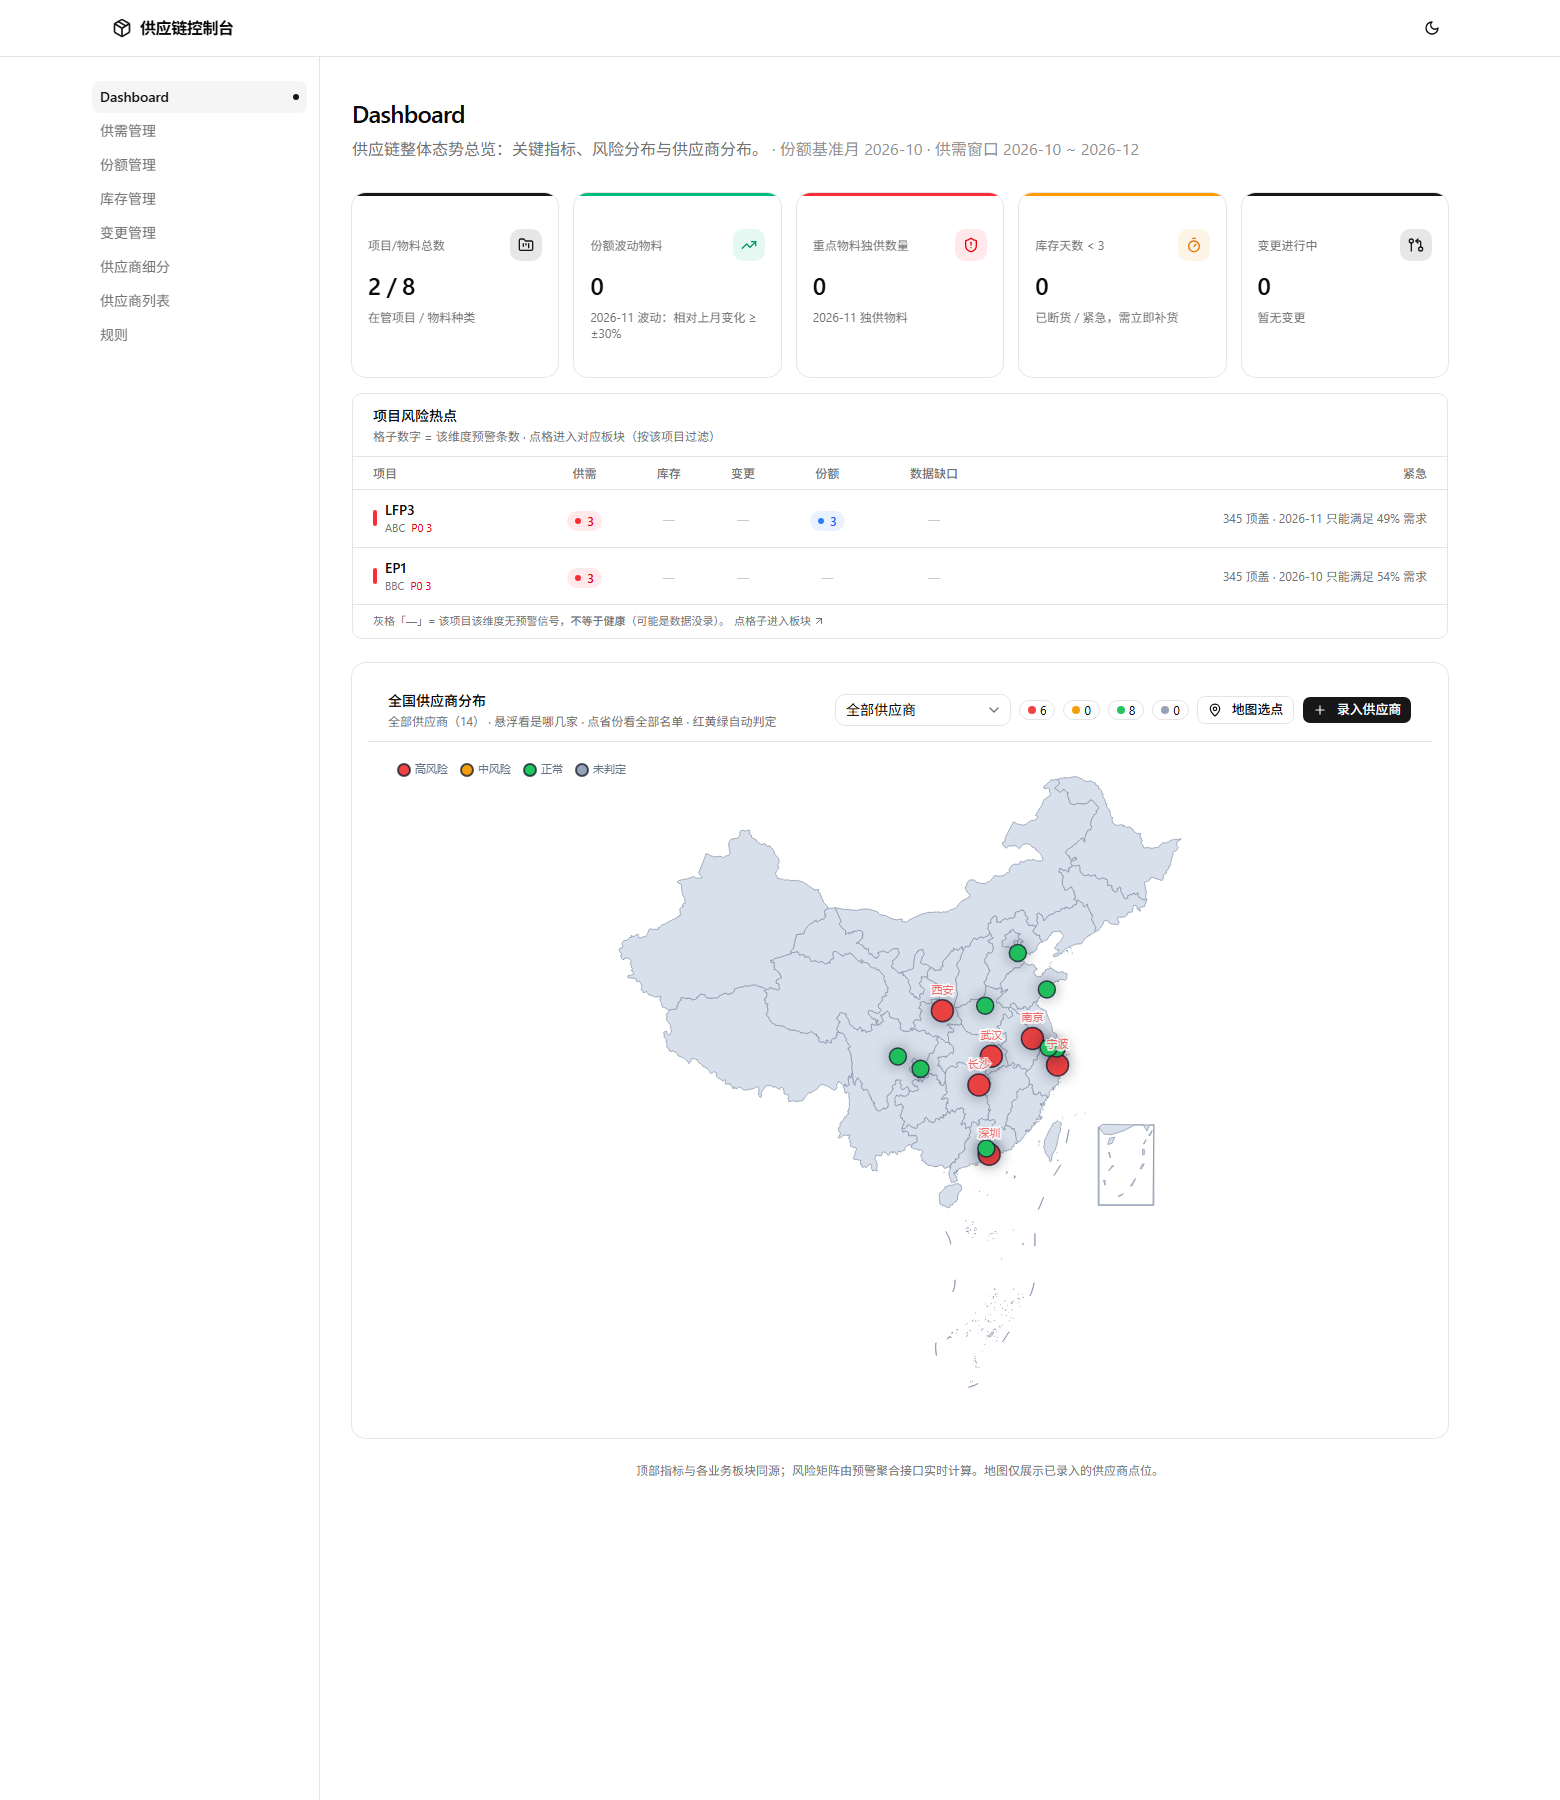 供应链控制台
Dashboard
供需管理
份额管理
库存管理
变更管理
供应商细分
供应商列表
规则
Dashboard
供应链整体态势总览：关键指标、风险分布与供应商分布。 · 份额基准月 2026-10 · 供需窗口 2026-10 ~ 2026-12
项目/物料总数
2 / 8
在管项目 / 物料种类
份额波动物料
0
2026-11 波动：相对上月变化 ≥
±30%
重点物料独供数量
0
2026-11 独供物料
库存天数 < 3
0
已断货 / 紧急，需立即补货
变更进行中
0
暂无变更
项目风险热点
格子数字 = 该维度预警条数 · 点格进入对应板块（按该项目过滤）
项目 供需 库存 变更 份额 数据缺口 紧急
LFP3
ABC P0 3
3 — — 3 — 345 顶盖 · 2026-11 只能满足 49% 需求
EP1
BBC P0 3
3 — — — — 345 顶盖 · 2026-10 只能满足 54% 需求
灰格「—」= 该项目该维度无预警信号，不等于健康（可能是数据没录）。 点格子进入板块
全国供应商分布
全部供应商（14） · 悬浮看是哪几家 · 点省份看全部名单 · 红黄绿自动判定
全部供应商 6 0 8 0 地图选点 录入供应商
高风险 中风险 正常 未判定
西安
南京
武汉
宁波
长沙
深圳
顶部指标与各业务板块同源；风险矩阵由预警聚合接口实时计算。地图仅展示已录入的供应商点位。